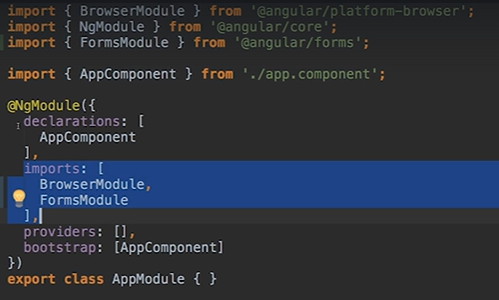 import { BrowserModule } from '@angular/platform-browser';
import { NgModule } from '@angular/core';
import { FormsModule } from '@angular/forms';
import { AppComponent } from './app.component';
@NgModule({
declarations: [
AppComponent
],
imports: [
BrowserModule,
FormsModule
],
providers: [],
bootstrap: [AppComponent]
})
export class AppModule { }